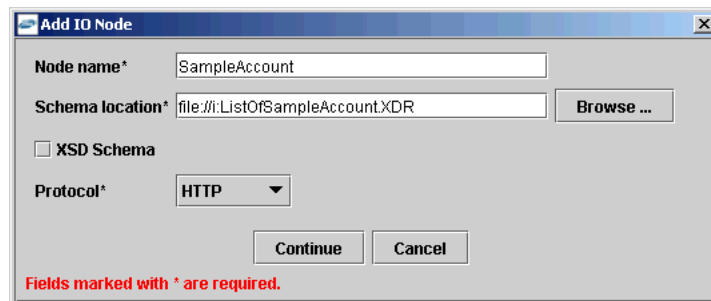 Add IO Node
Node name* SampleAccount
Schema location* file://i:ListOfSampleAccount.XDR Browse ...
XSD Schema
Protocol* HTTP
Continue Cancel
Fields marked with * are required.